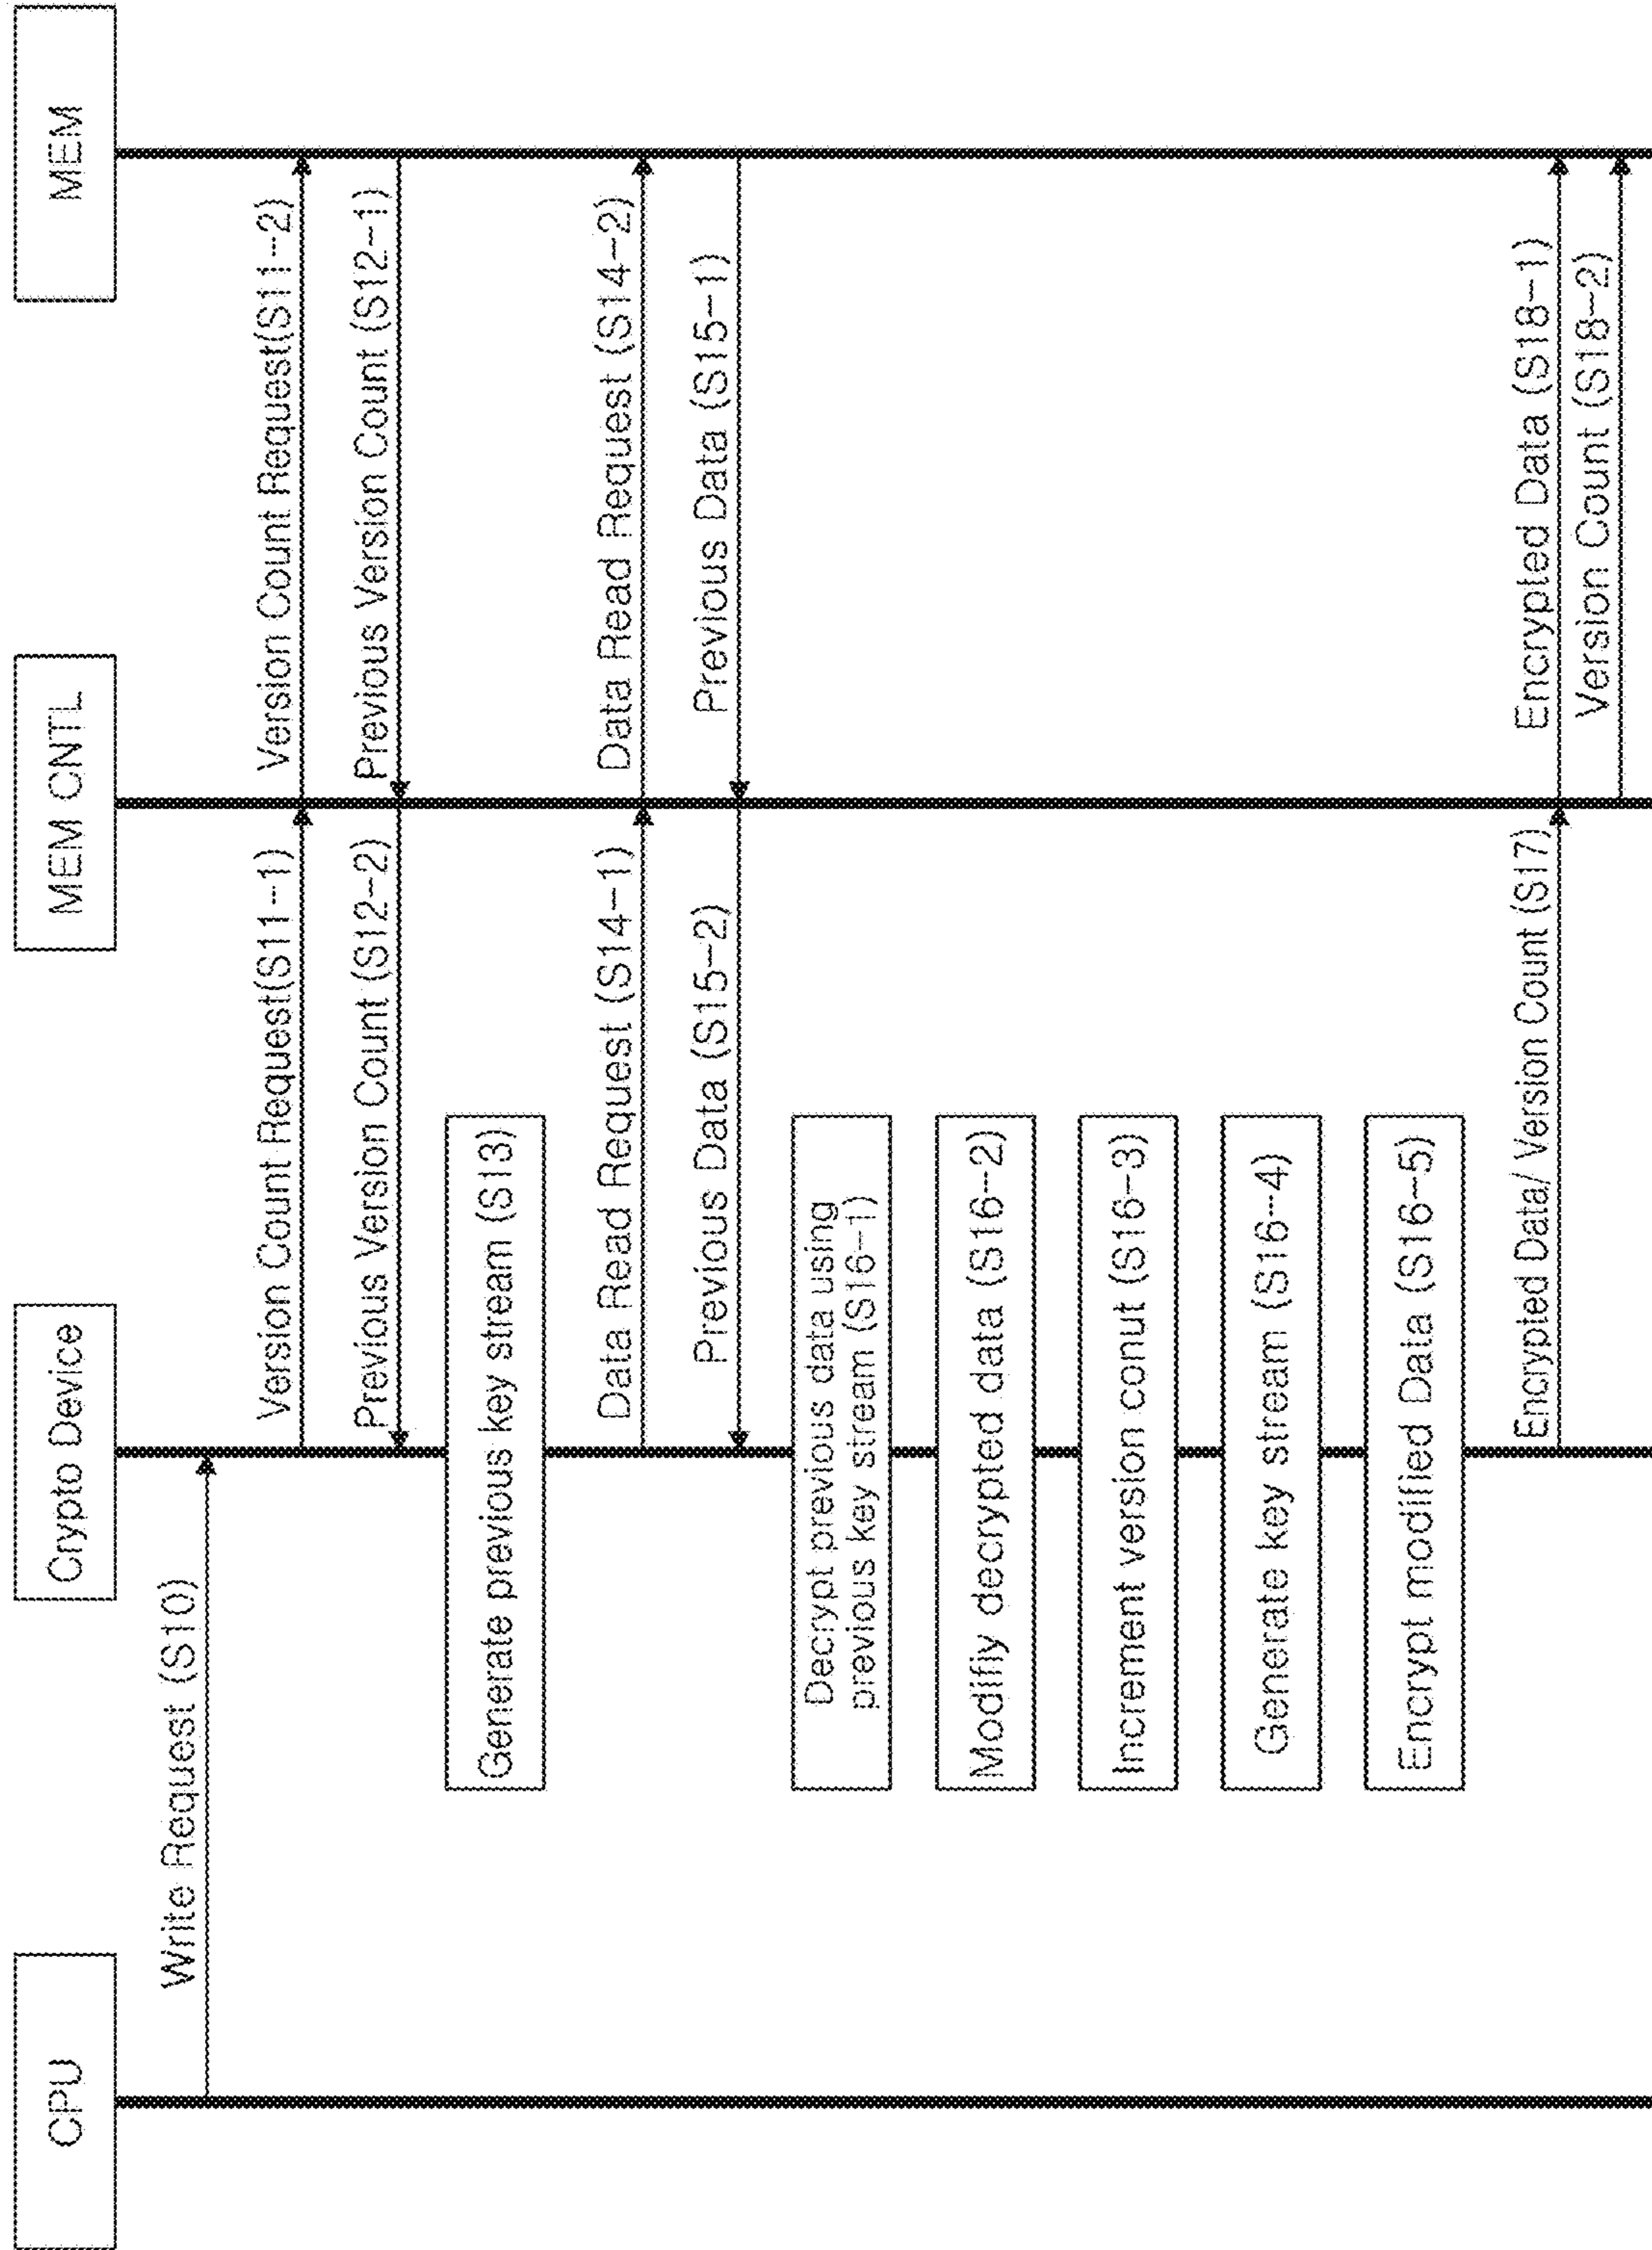 CPU
Crypto Device
MEM CNTL
MEM
Write Request (S10)
Version Count Request(S11-1)
Version Count Request(S11-2)
Previous Version Count (S12-2)
Previous Version Count (S12-1)
Generate previous key stream (S13)
Data Read Request (S14-1)
Data Read Request (S14-2)
Previous Data (S15-2)
Previous Data (S15-1)
Decrypt previous data using
previous key stream (S16-1)
Modifiy decrypted data (S16-2)
Increment version conut (S16-3)
Generate key stream (S16-4)
Encrypt modified Data (S16-5)
Encrypted Data/ Version Count (S17)
Encrypted Data (S18-1)
Version Count (S18-2)